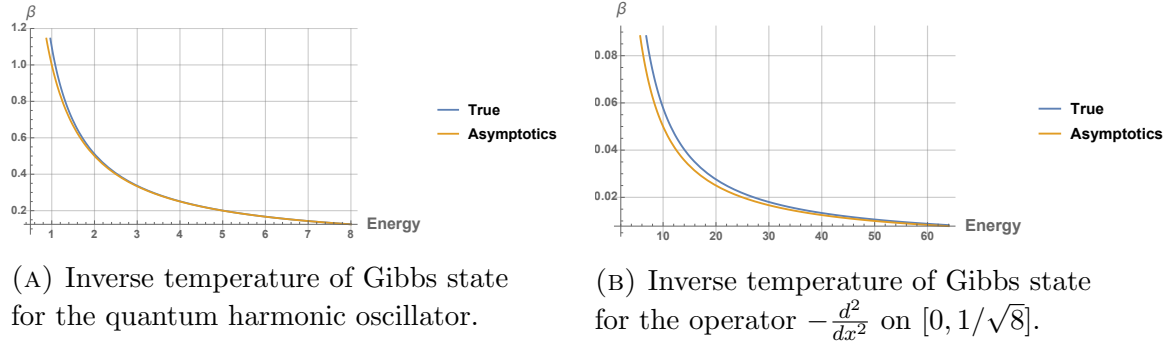 β
1.2
1.0
0.8
0.6
0.4
0.2
1 2 3 4 5 6 7 8
Energy
True
Asymptotics
(A) Inverse temperature of Gibbs state
for the quantum harmonic oscillator.
β
0.08
0.06
0.04
0.02
10 20 30 40 50 60
Energy
True
Asymptotics
(B) Inverse temperature of Gibbs state
for the operator −d²/dx² on [0, 1/√8].